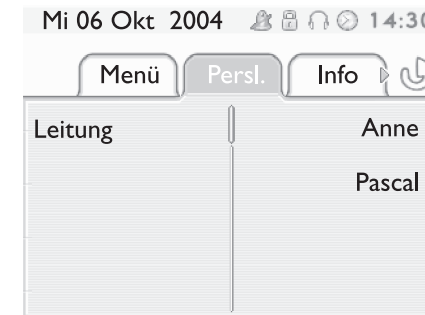 Mi 06 Okt 2004 14:30
Menü Persl. Info
Leitung Anne
Pascal